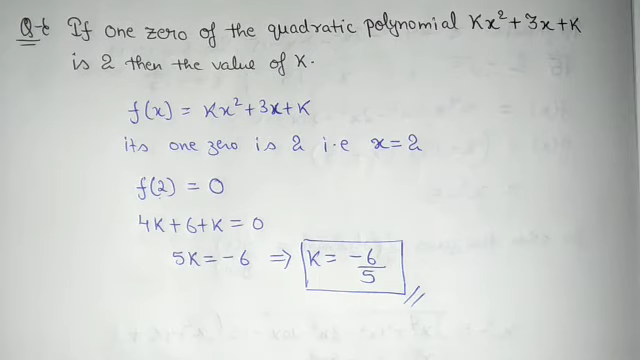 Q-6 If one zero of the quadratic polynomial Kx²+3x+K
is 2 then the value of K.
f(x) = Kx²+3x+K
its one zero is 2 i.e x=2
f(2) = 0
4K+6+K=0
5K=-6 => K= -6/5